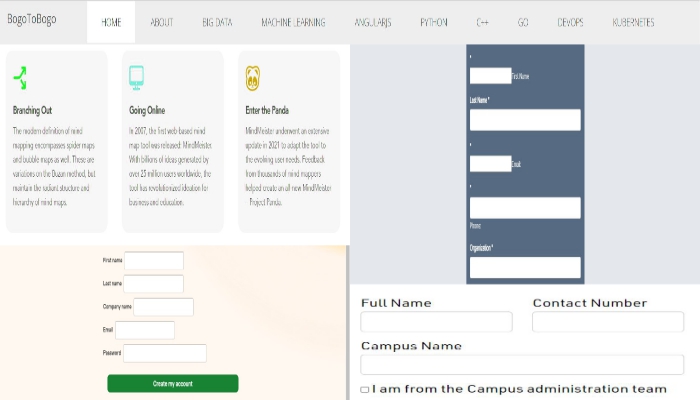 BogoToBogo HOME ABOUT BIG DATA MACHINE LEARNING ANGULARJS PYTHON C++ GO DEVOPS KUBERNETES
Branching Out
The modern definition of mind
mapping encompasses spider maps
and bubble maps as well. These are
variations on the Buzan method, but
maintain the radiant structure and
hierarchy of mind maps.
Going Online
In 2007, the first web-based mind
map tool was released: MindMeister.
With billions of ideas generated by
over 25 million users worldwide, the
tool has revolutionized ideation for
business and education.
Enter the Panda
MindMeister underwent an extensive
update in 2021 to adapt to the tool to
the evolving user needs. Feedback
from thousands of mind mappers
helped create an all new MindMeister
- Project Panda.
*
First Name
Last Name *
*
Email
*
Phone
Organization *
First name
Last name
Company name
Email
Password
Create my account
Full Name
Contact Number
Campus Name
I am from the Campus administration team